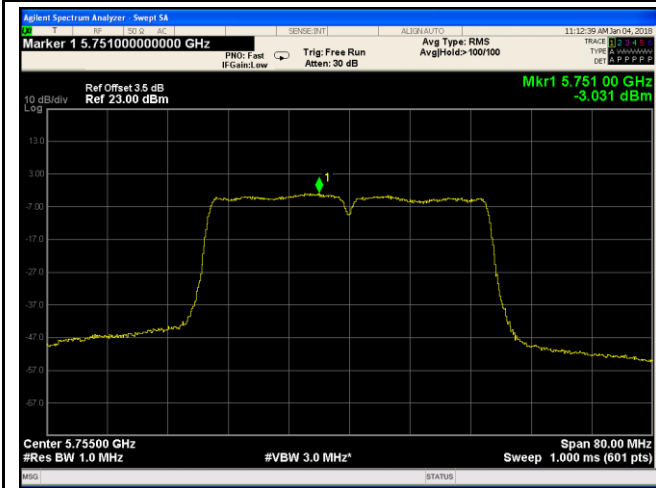 Agilent Spectrum Analyzer - Swept SA
T RF 50 Ω AC SENSE:INT ALIGNAUTO 11:12:39 AM Jan 04, 2018
Marker 1 5.751000000000 GHz
PNO: Fast
IFGain:Low
Trig: Free Run
Atten: 30 dB
Avg Type: RMS
Avg|Hold:>100/100
TRACE 1 2 3 4 5 6
TYPE A WWWWW
DET A P P P P P
Mkr1 5.751 00 GHz
-3.031 dBm
Ref Offset 3.5 dB
10 dB/div Ref 23.00 dBm
Log
13.0
3.00
-7.00
-17.0
-27.0
-37.0
-47.0
-57.0
-67.0
1
Center 5.75500 GHz Span 80.00 MHz
#Res BW 1.0 MHz #VBW 3.0 MHz* Sweep 1.000 ms (601 pts)
MSG STATUS